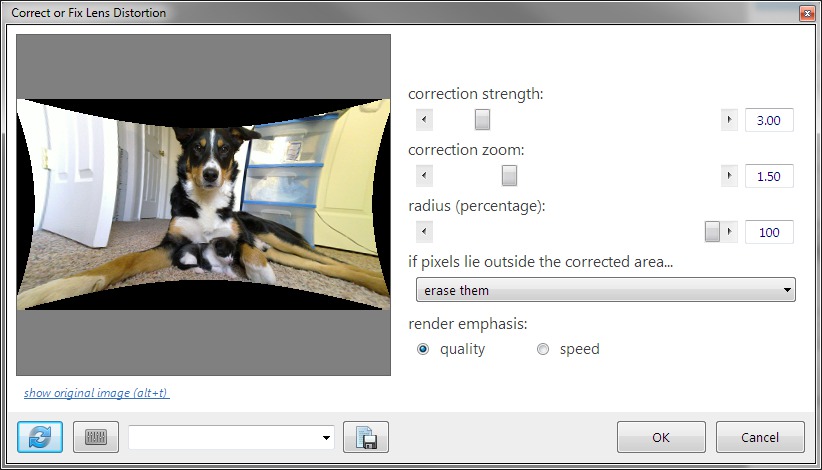 Correct or Fix Lens Distortion
correction strength:
3.00
correction zoom:
1.50
radius (percentage):
100
if pixels lie outside the corrected area...
erase them
render emphasis:
quality speed
show original image (alt+t)
OK Cancel